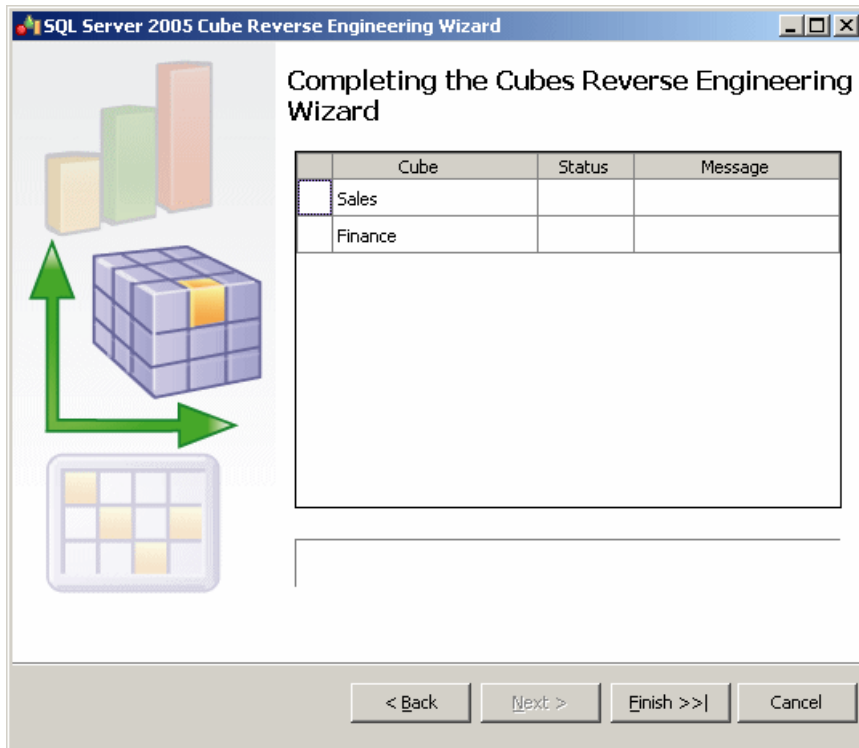 SQL Server 2005 Cube Reverse Engineering Wizard
Completing the Cubes Reverse Engineering
Wizard
Cube Status Message
Sales
Finance
< Back Next > Finish >>| Cancel